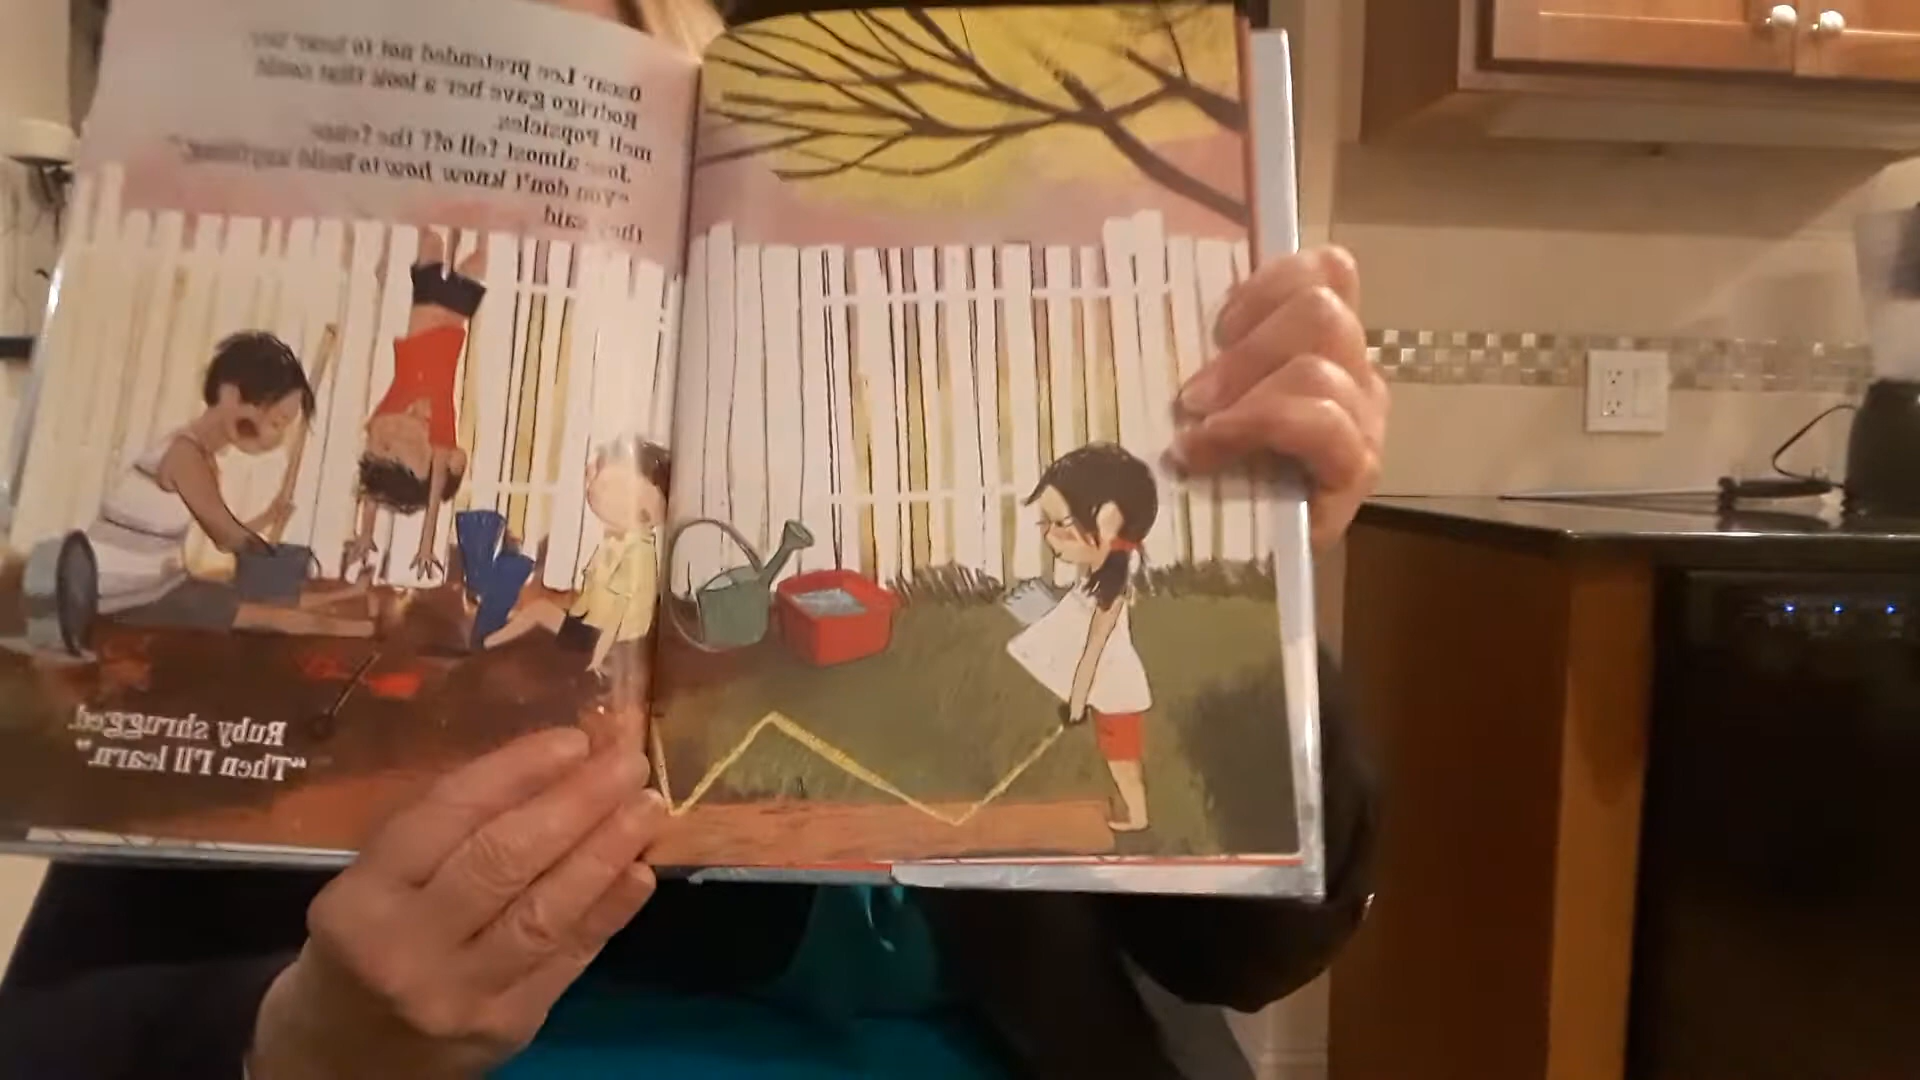 Oscar Lee pretended not to hear her.
Rodrigo gave her a look that could
melt Popsicles.
José almost fell off the fence.
"You don't know how to build anything,"
they said.
Ruby shrugged.
"Then I'll learn."